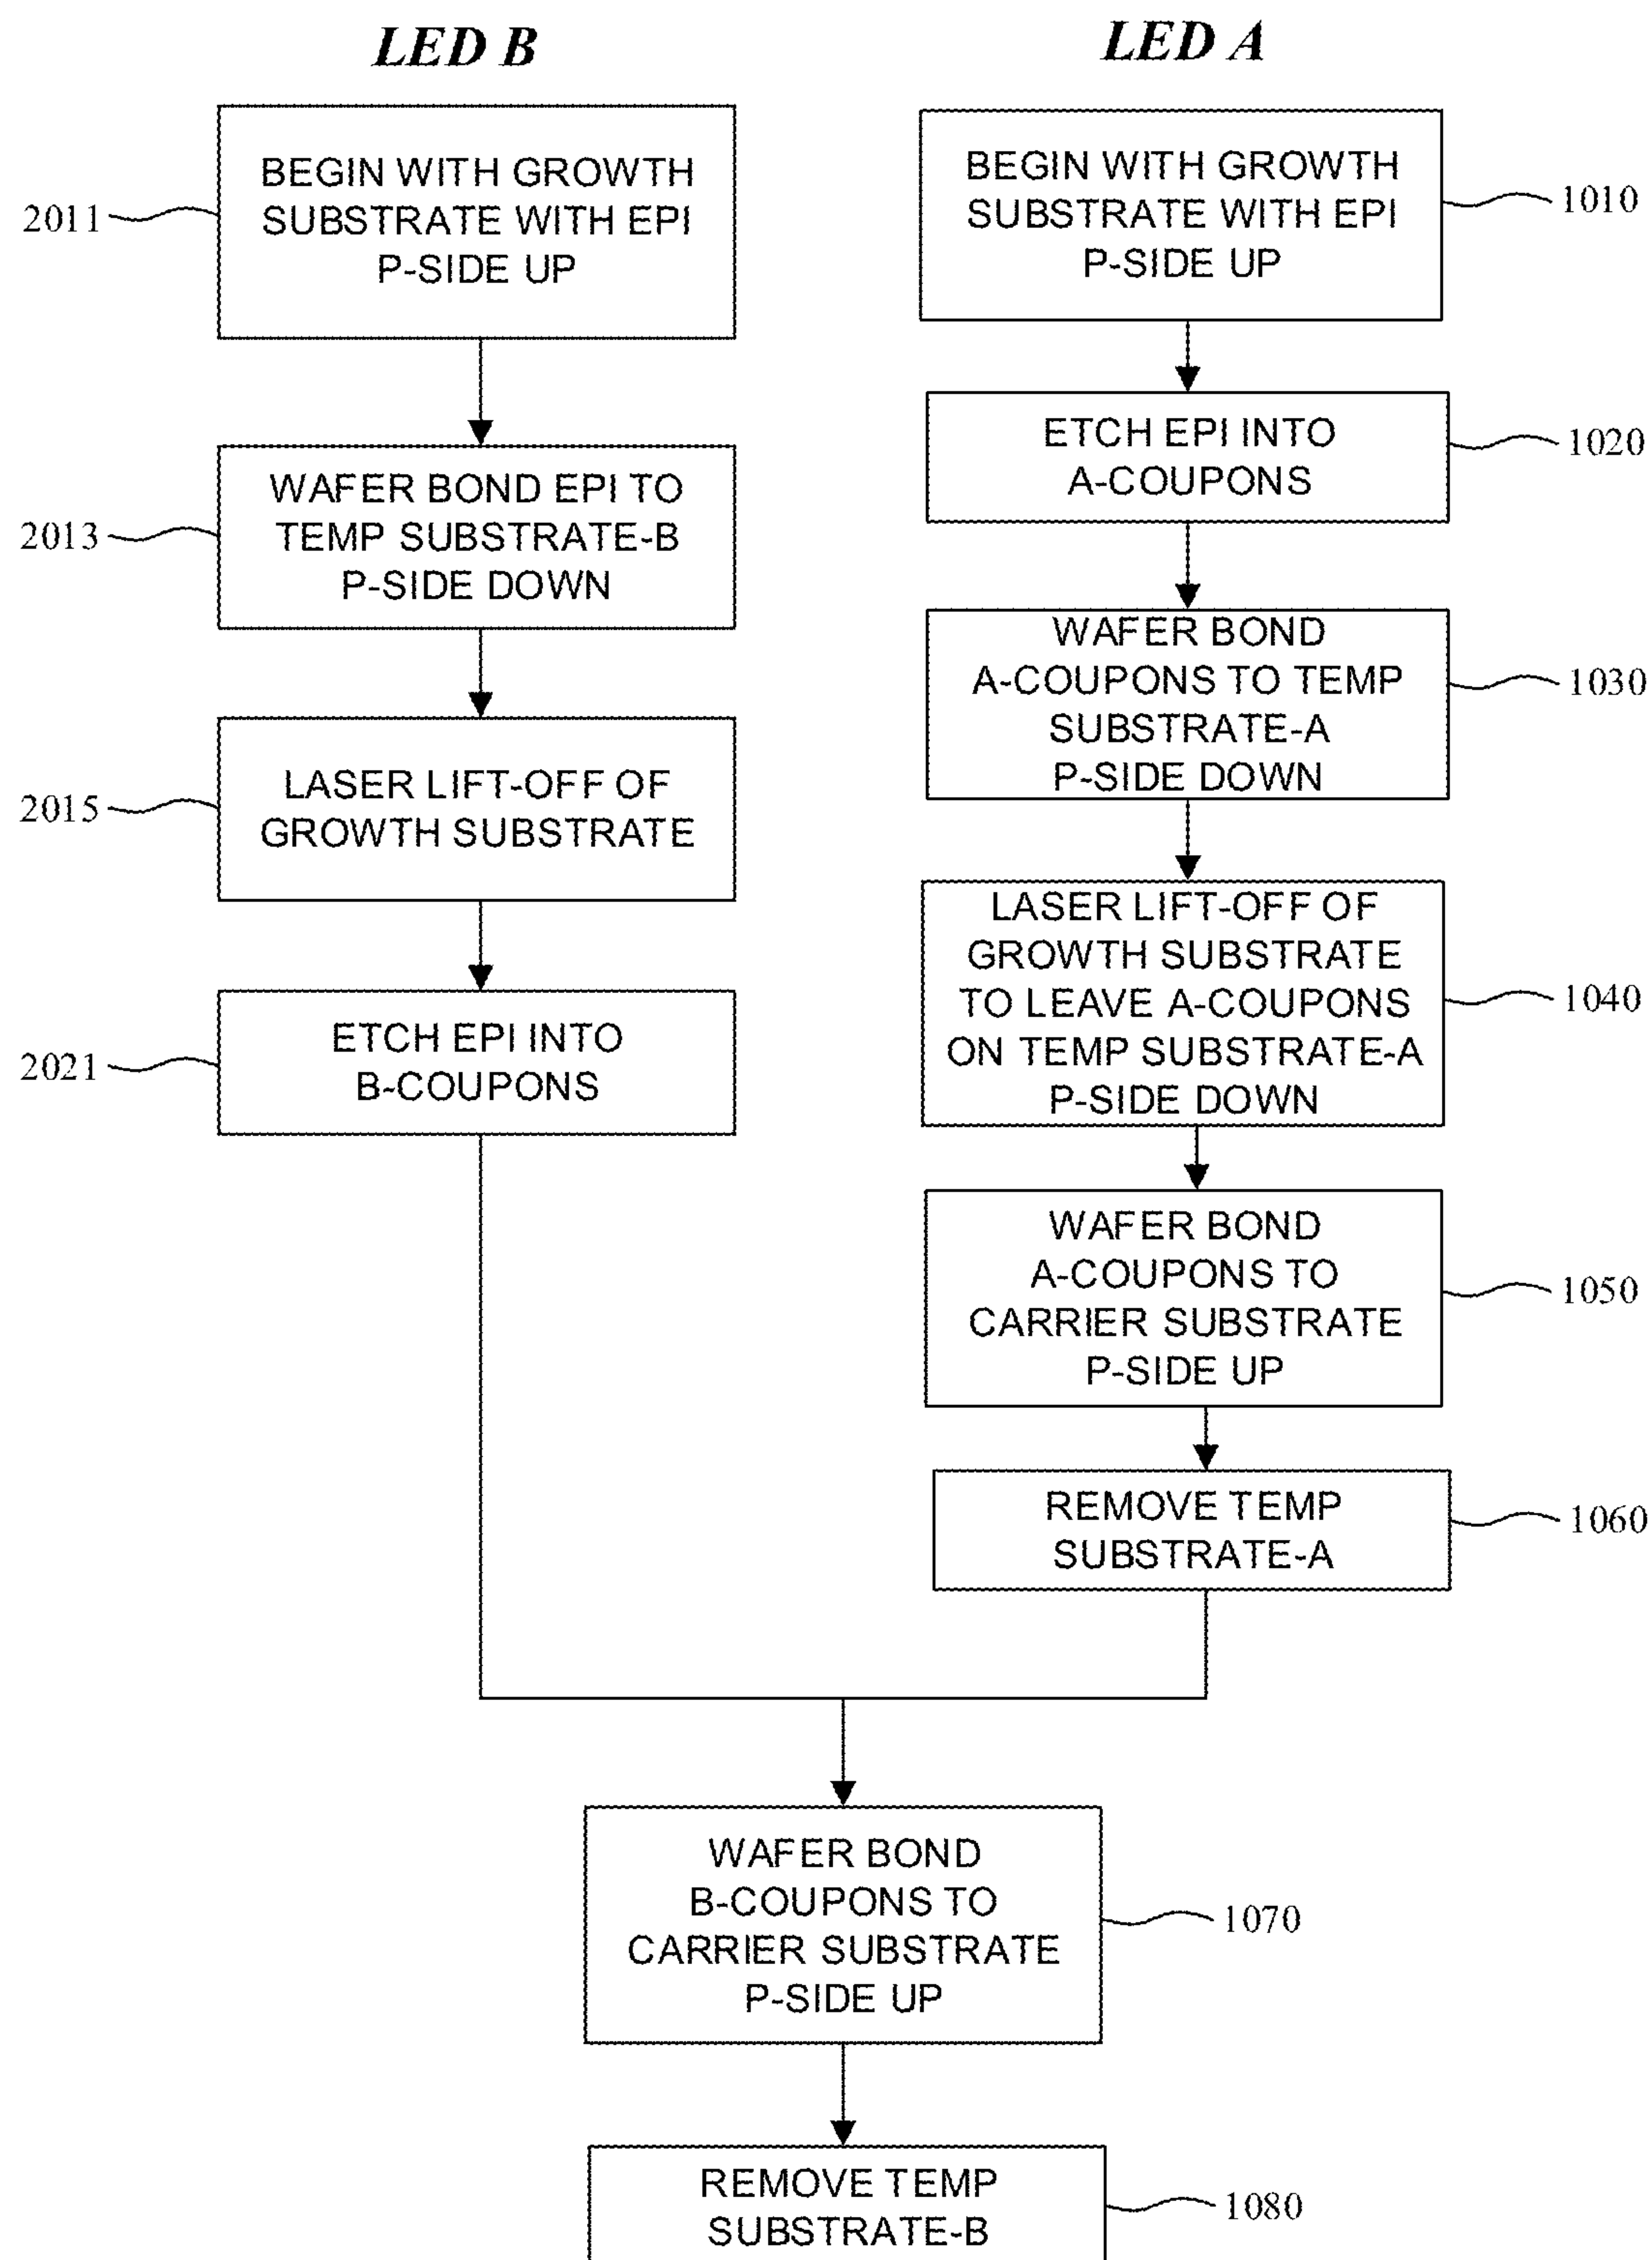 LED B
2011
BEGIN WITH GROWTH
SUBSTRATE WITH EPI
P-SIDE UP
2013
WAFER BOND EPI TO
TEMP SUBSTRATE-B
P-SIDE DOWN
2015
LASER LIFT-OFF OF
GROWTH SUBSTRATE
2021
ETCH EPI INTO
B-COUPONS
LED A
BEGIN WITH GROWTH
SUBSTRATE WITH EPI
P-SIDE UP
1010
ETCH EPI INTO
A-COUPONS
1020
WAFER BOND
A-COUPONS TO TEMP
SUBSTRATE-A
P-SIDE DOWN
1030
LASER LIFT-OFF OF
GROWTH SUBSTRATE
TO LEAVE A-COUPONS
ON TEMP SUBSTRATE-A
P-SIDE DOWN
1040
WAFER BOND
A-COUPONS TO
CARRIER SUBSTRATE
P-SIDE UP
1050
REMOVE TEMP
SUBSTRATE-A
1060
WAFER BOND
B-COUPONS TO
CARRIER SUBSTRATE
P-SIDE UP
1070
REMOVE TEMP
SUBSTRATE-B
1080